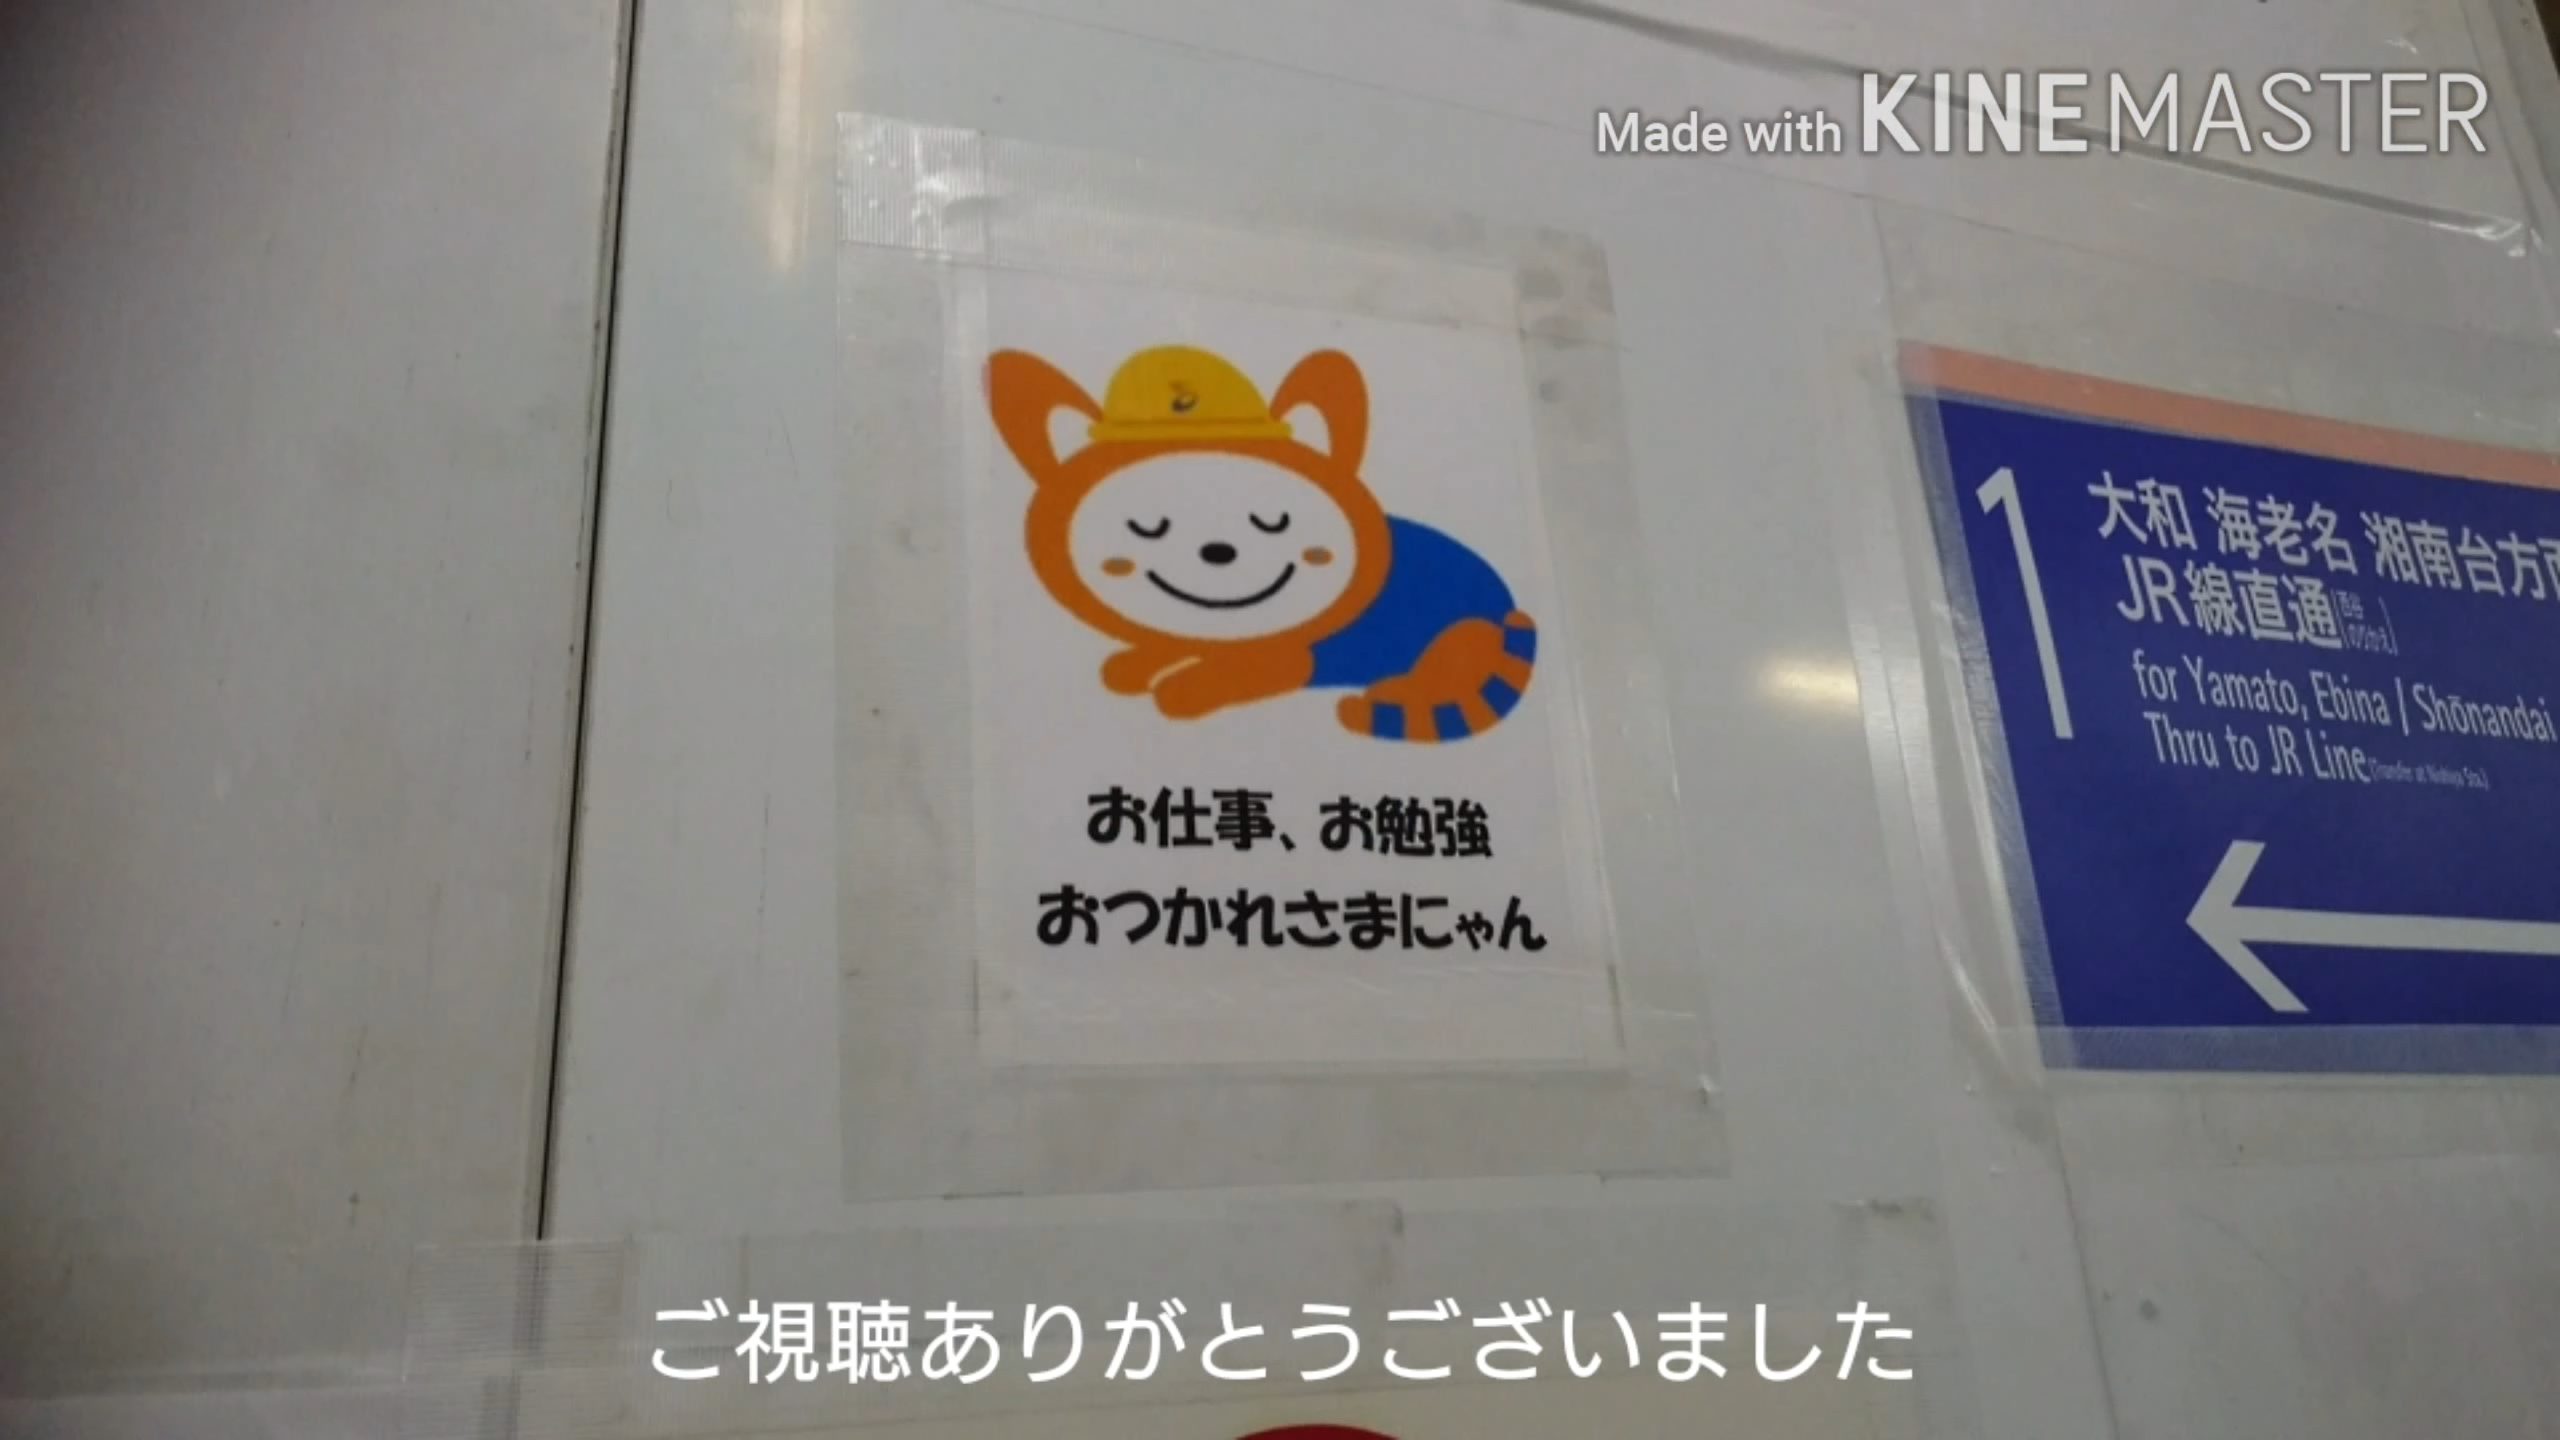 Made with KINEMASTER
お仕事、お勉強
おつかれさまにゃん
1
大和 海老名 湘南台方面
JR線直通
for Yamato, Ebina / Shōnandai
Thru to JR Line
ご視聴ありがとうございました